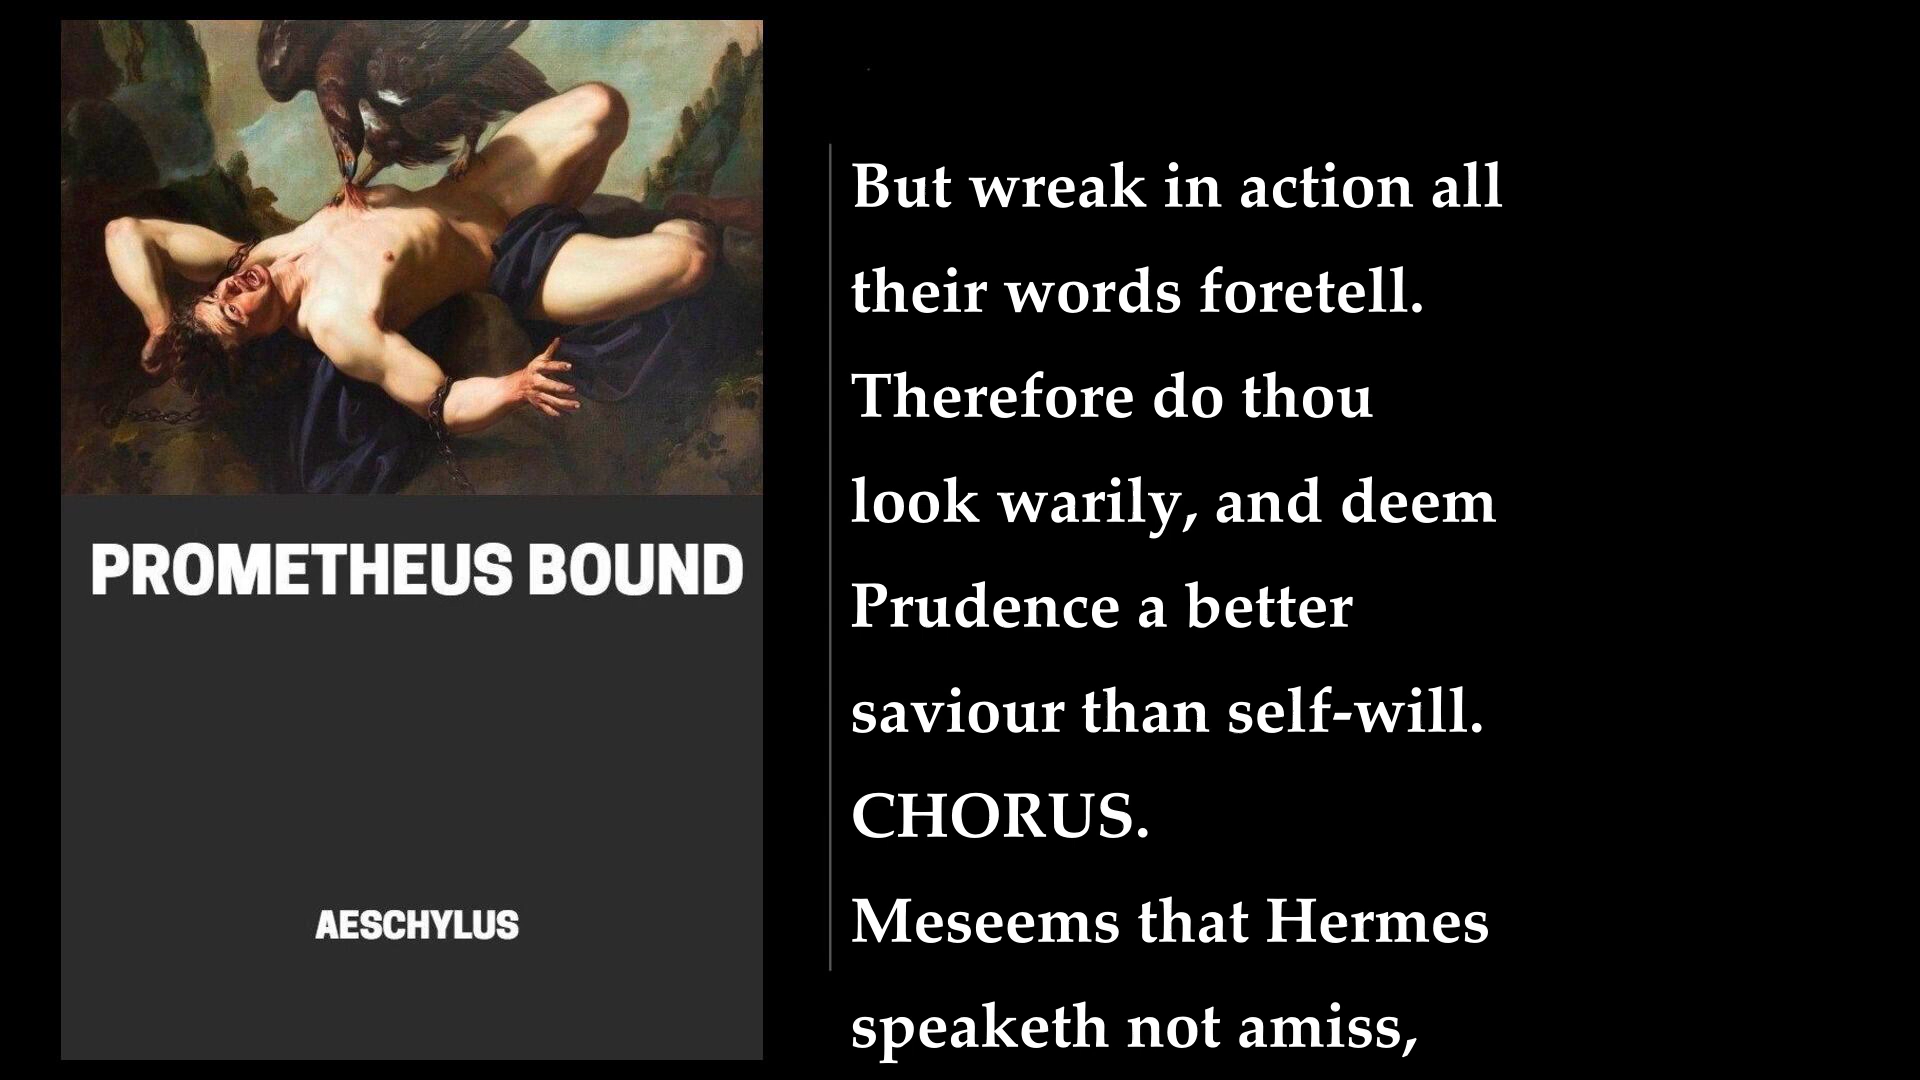 PROMETHEUS BOUND
AESCHYLUS
But wreak in action all
their words foretell.
Therefore do thou
look warily, and deem
Prudence a better
saviour than self-will.
CHORUS.
Meseems that Hermes
speaketh not amiss,